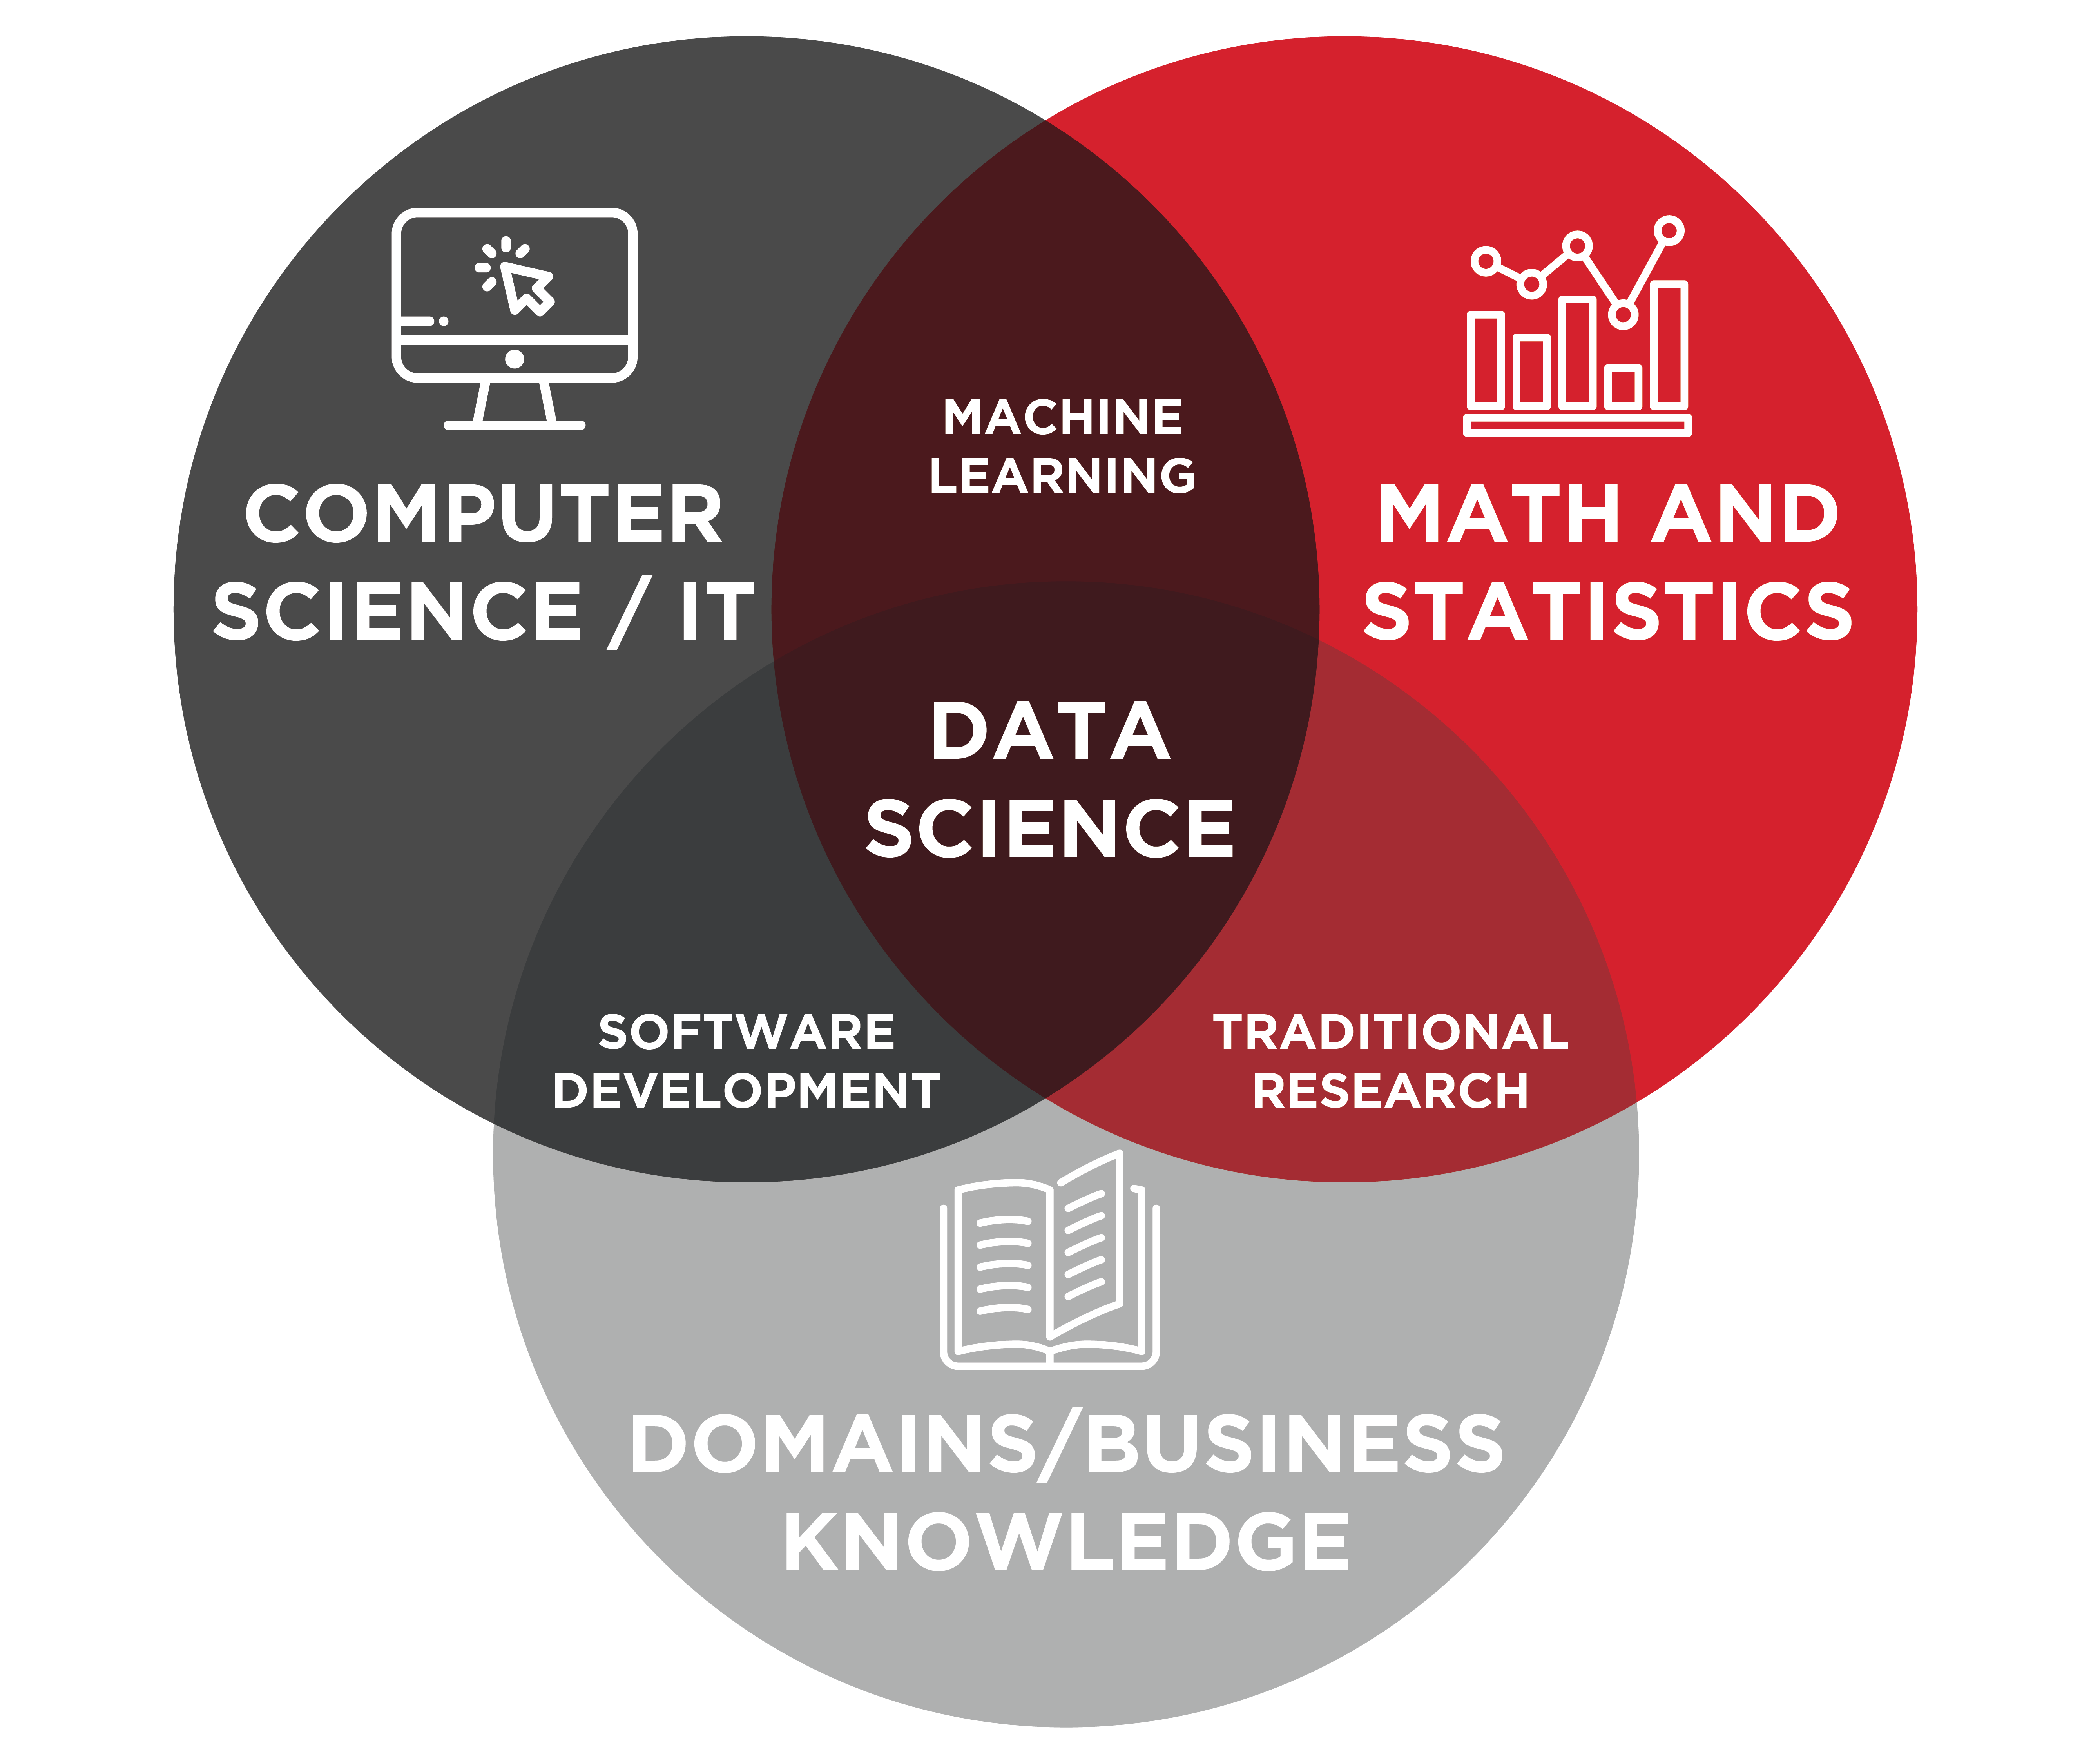 MACHINE
LEARNING
COMPUTER
SCIENCE / IT
MATH AND
STATISTICS
DATA
SCIENCE
SOFTWARE
DEVELOPMENT
TRADITIONAL
RESEARCH
DOMAINS/BUSINESS
KNOWLEDGE